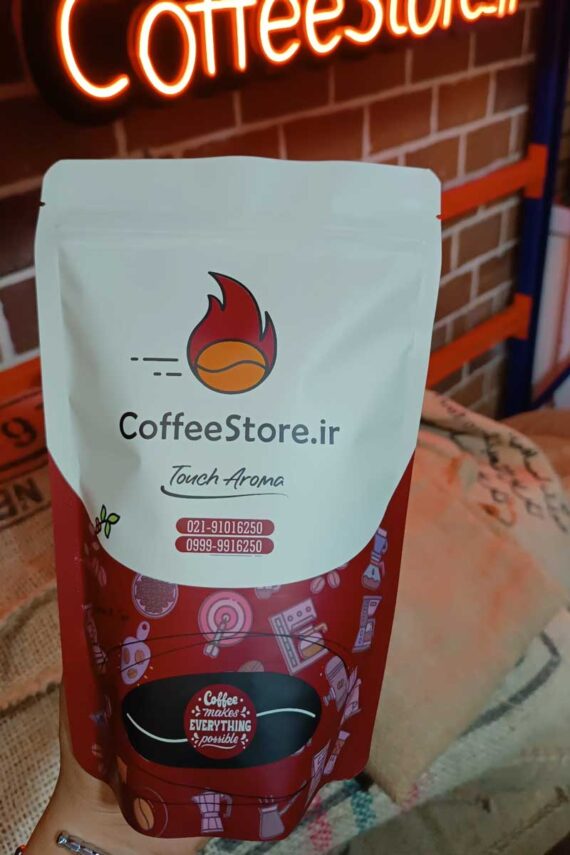 CoffeeStore.ir
CoffeeStore.ir
Touch Aroma
021-91016250
0999-9916250
Coffee
makes
EVERYTHING
possible